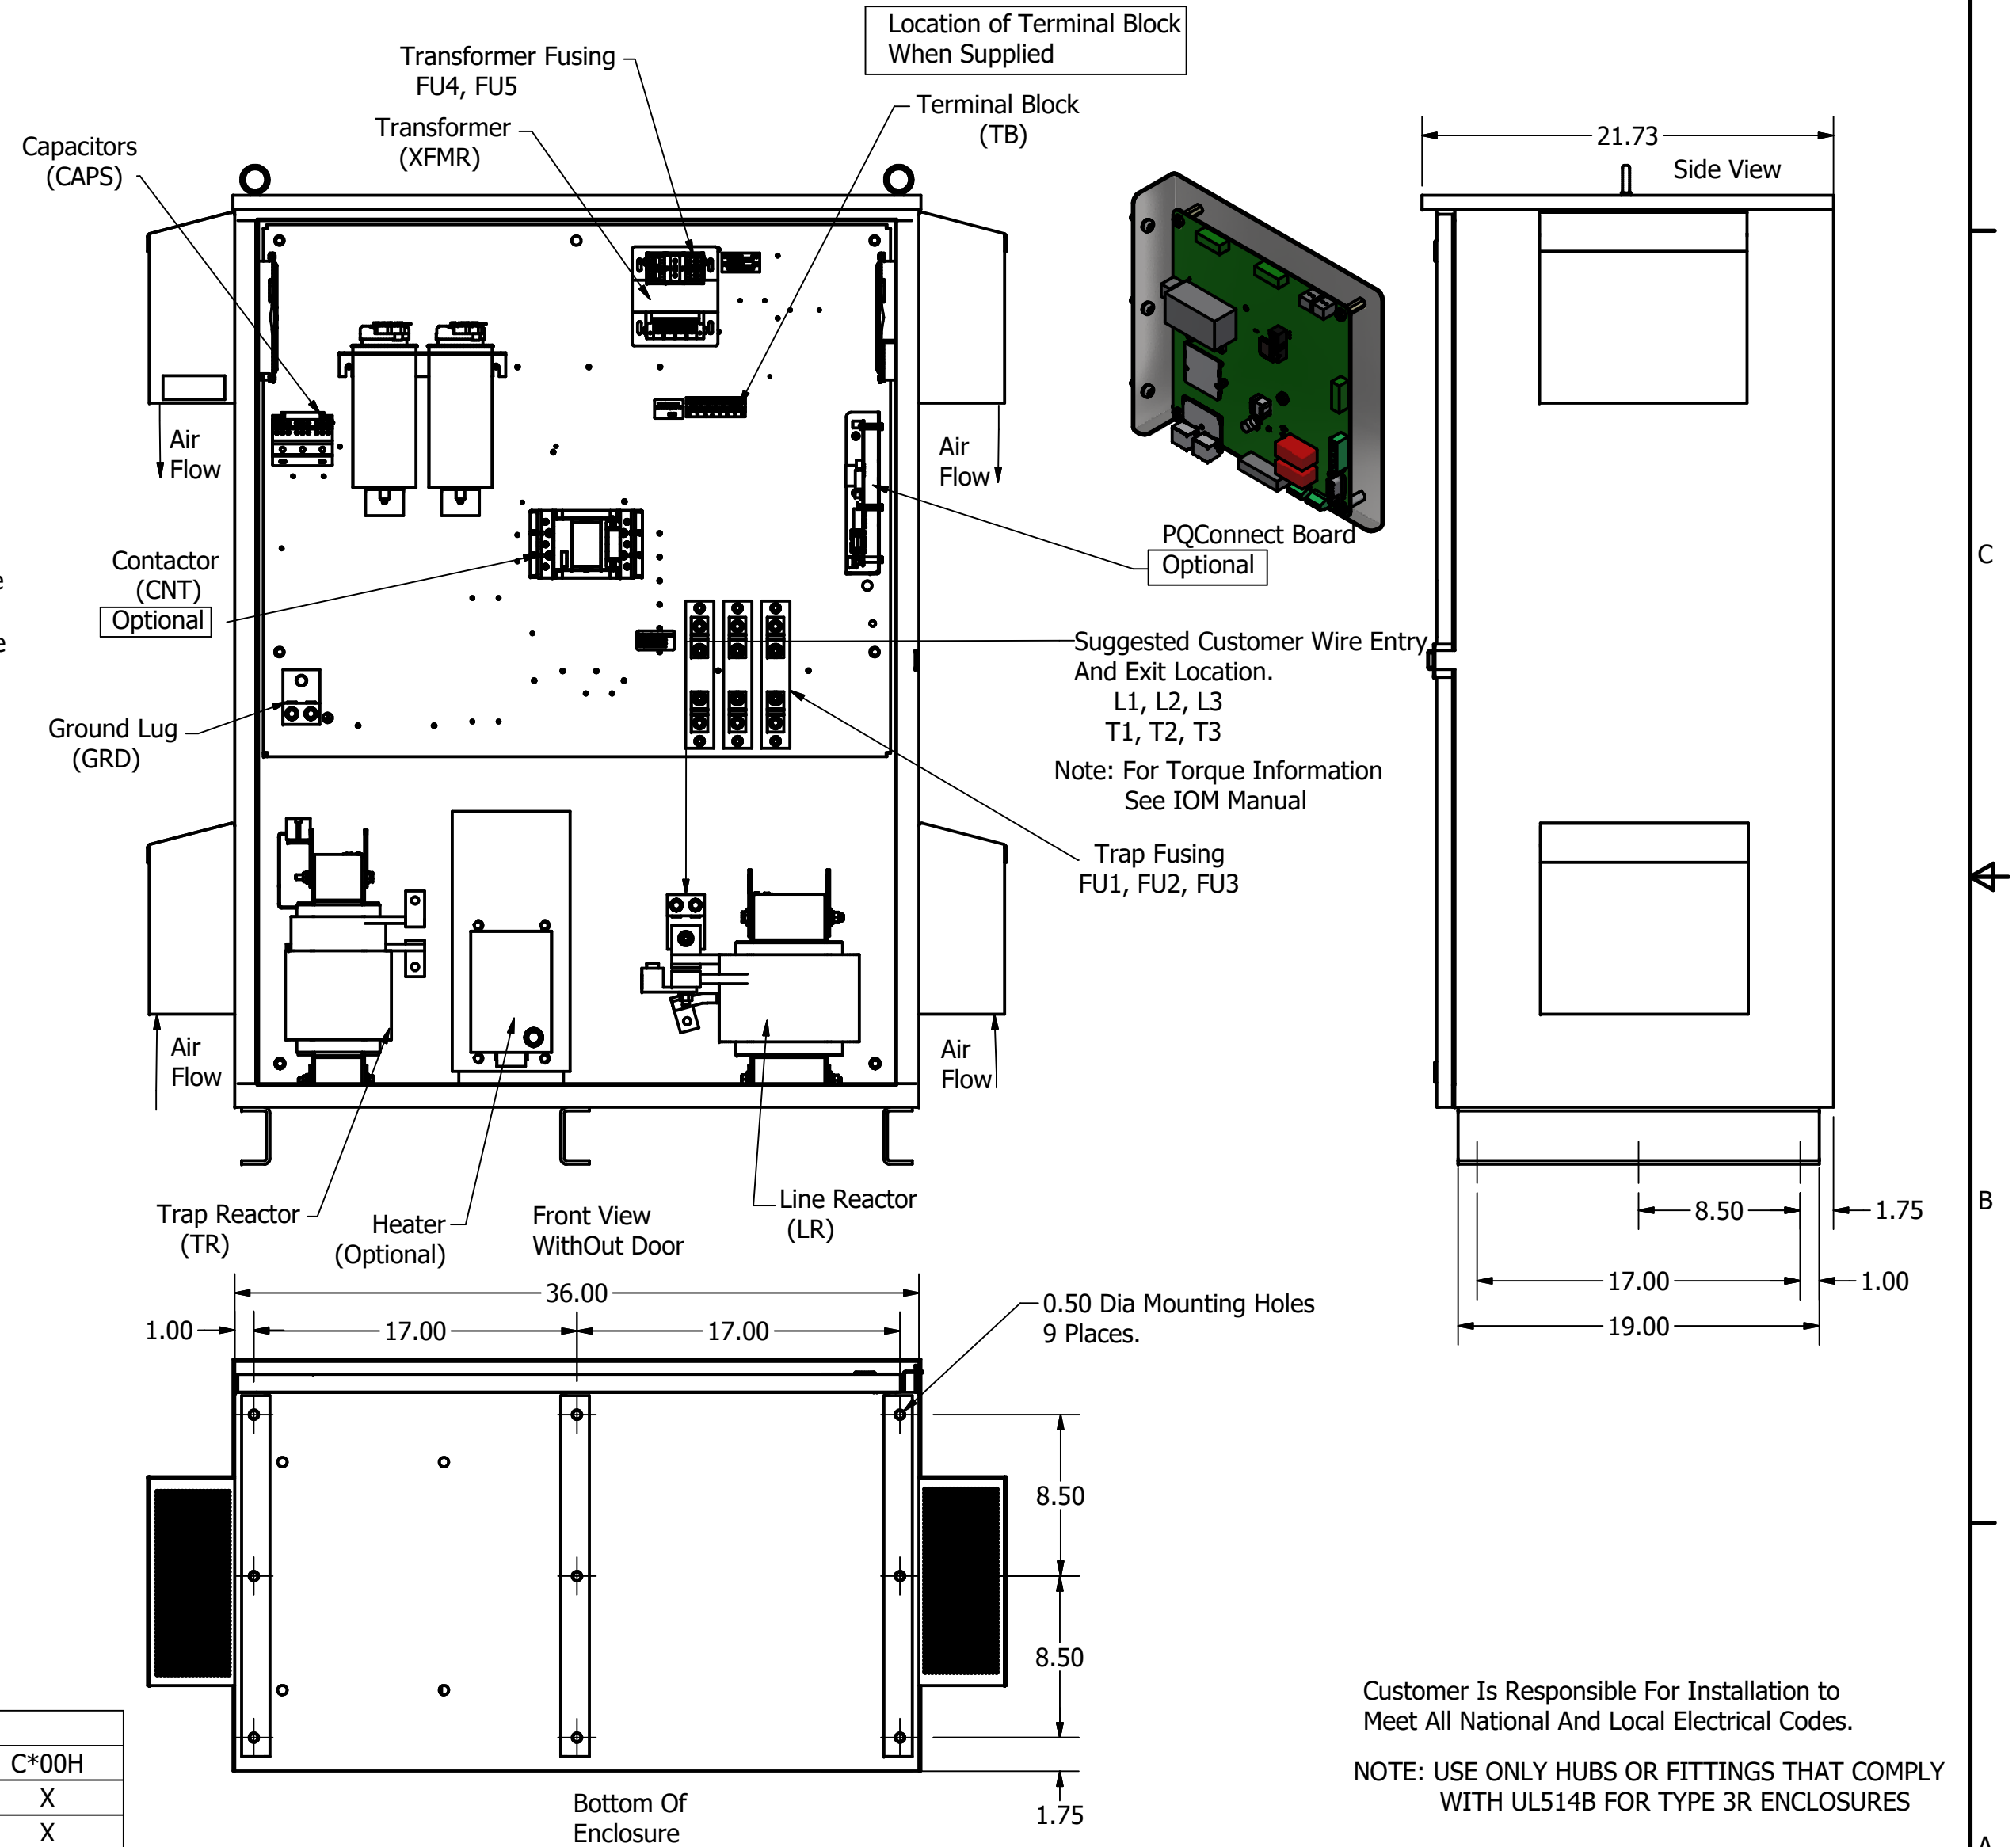 Location of Terminal Block
When Supplied
Transformer Fusing
FU4, FU5
Terminal Block
(TB)
Transformer
(XFMR)
Capacitors
(CAPS)
21.73
Side View
Air
Flow
Air
Flow
PQConnect Board
Optional
C
Contactor
(CNT)
Optional
e
e
Suggested Customer Wire Entry
And Exit Location.
L1, L2, L3
T1, T2, T3
Note: For Torque Information
See IOM Manual
Ground Lug
(GRD)
Trap Fusing
FU1, FU2, FU3
Air
Flow
Air
Flow
Trap Reactor
(TR)
Heater
(Optional)
Front View
WithOut Door
Line Reactor
(LR)
8.50
1.75
B
17.00
1.00
19.00
36.00
1.00
17.00
17.00
0.50 Dia Mounting Holes
9 Places.
8.50
8.50
1.75
Bottom Of
Enclosure
C*00H
X
X
Customer Is Responsible For Installation to
Meet All National And Local Electrical Codes.
NOTE: USE ONLY HUBS OR FITTINGS THAT COMPLY
WITH UL514B FOR TYPE 3R ENCLOSURES
A